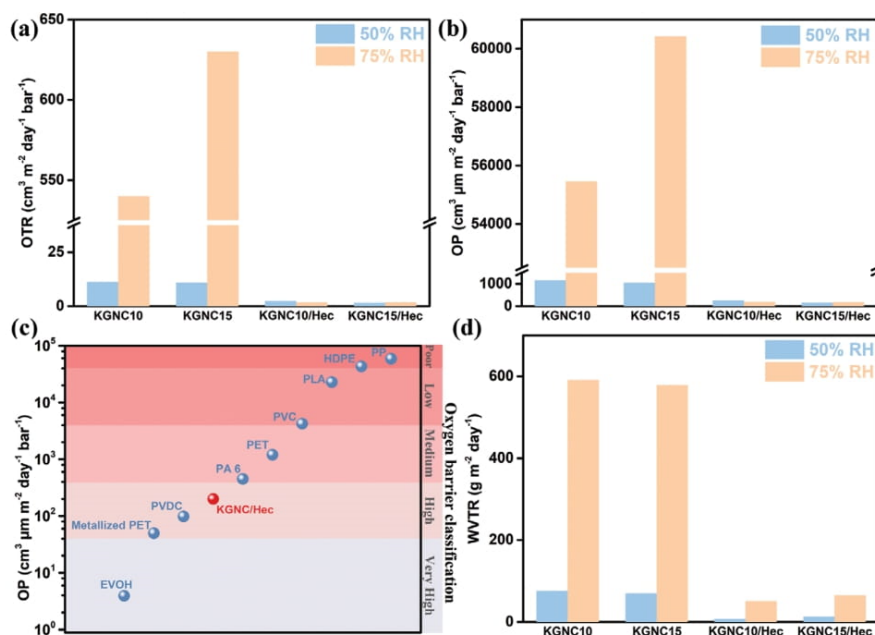 (a)
50% RH
75% RH
OTR (cm³ m⁻² day⁻¹ bar⁻¹)
650
600
550
25
0
KGNC10 KGNC15 KGNC10/Hec KGNC15/Hec
(b)
50% RH
75% RH
OP (cm³ μm m⁻² day⁻¹ bar⁻¹)
60000
58000
56000
54000
1000
0
KGNC10 KGNC15 KGNC10/Hec KGNC15/Hec
(c)
OP (cm³ μm m⁻² day⁻¹ bar⁻¹)
10⁵
10⁴
10³
10²
10¹
10⁰
PP
HDPE
PLA
PVC
PET
PA 6
KGNC/Hec
PVDC
Metallized PET
EVOH
Poor
Low
Medium
High
Very High
Oxygen barrier classification
(d)
50% RH
75% RH
WVTR (g m⁻² day⁻¹)
600
400
200
0
KGNC10 KGNC15 KGNC10/Hec KGNC15/Hec